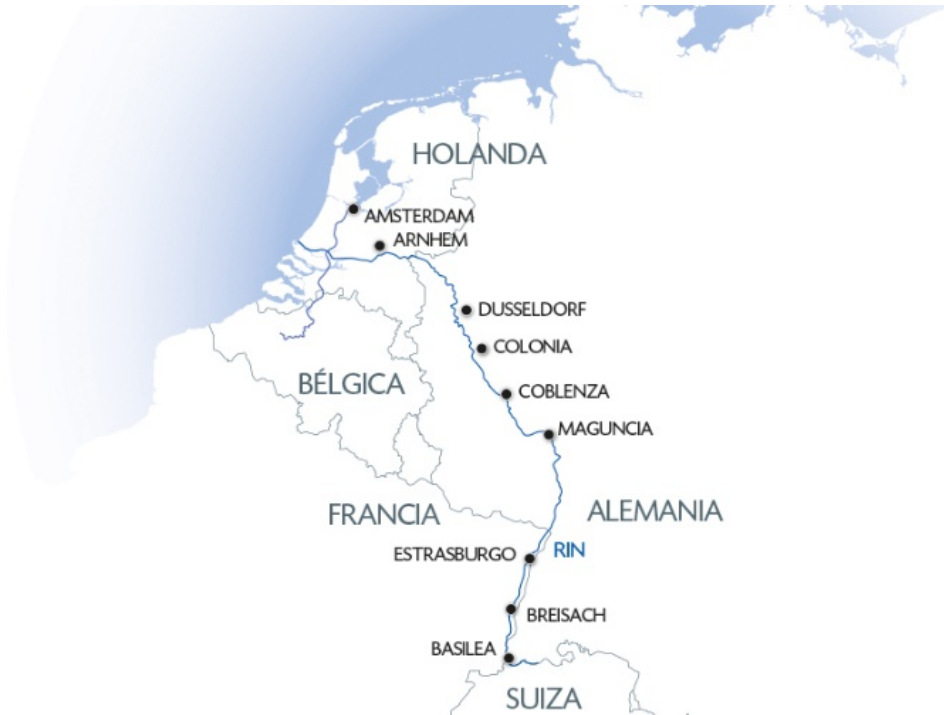 HOLANDA
AMSTERDAM
ARNHEM
DUSSELDORF
COLONIA
BÉLGICA
COBLENZA
MAGUNCIA
FRANCIA
ALEMANIA
ESTRASBURGO
RIN
BREISACH
BASILEA
SUIZA